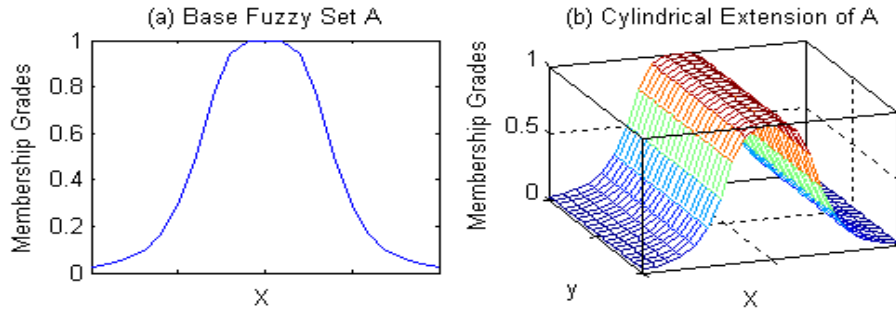 (a) Base Fuzzy Set A
Membership Grades
1
0.8
0.6
0.4
0.2
0
X
(b) Cylindrical Extension of A
Membership Grades
1
0.5
0
y
X